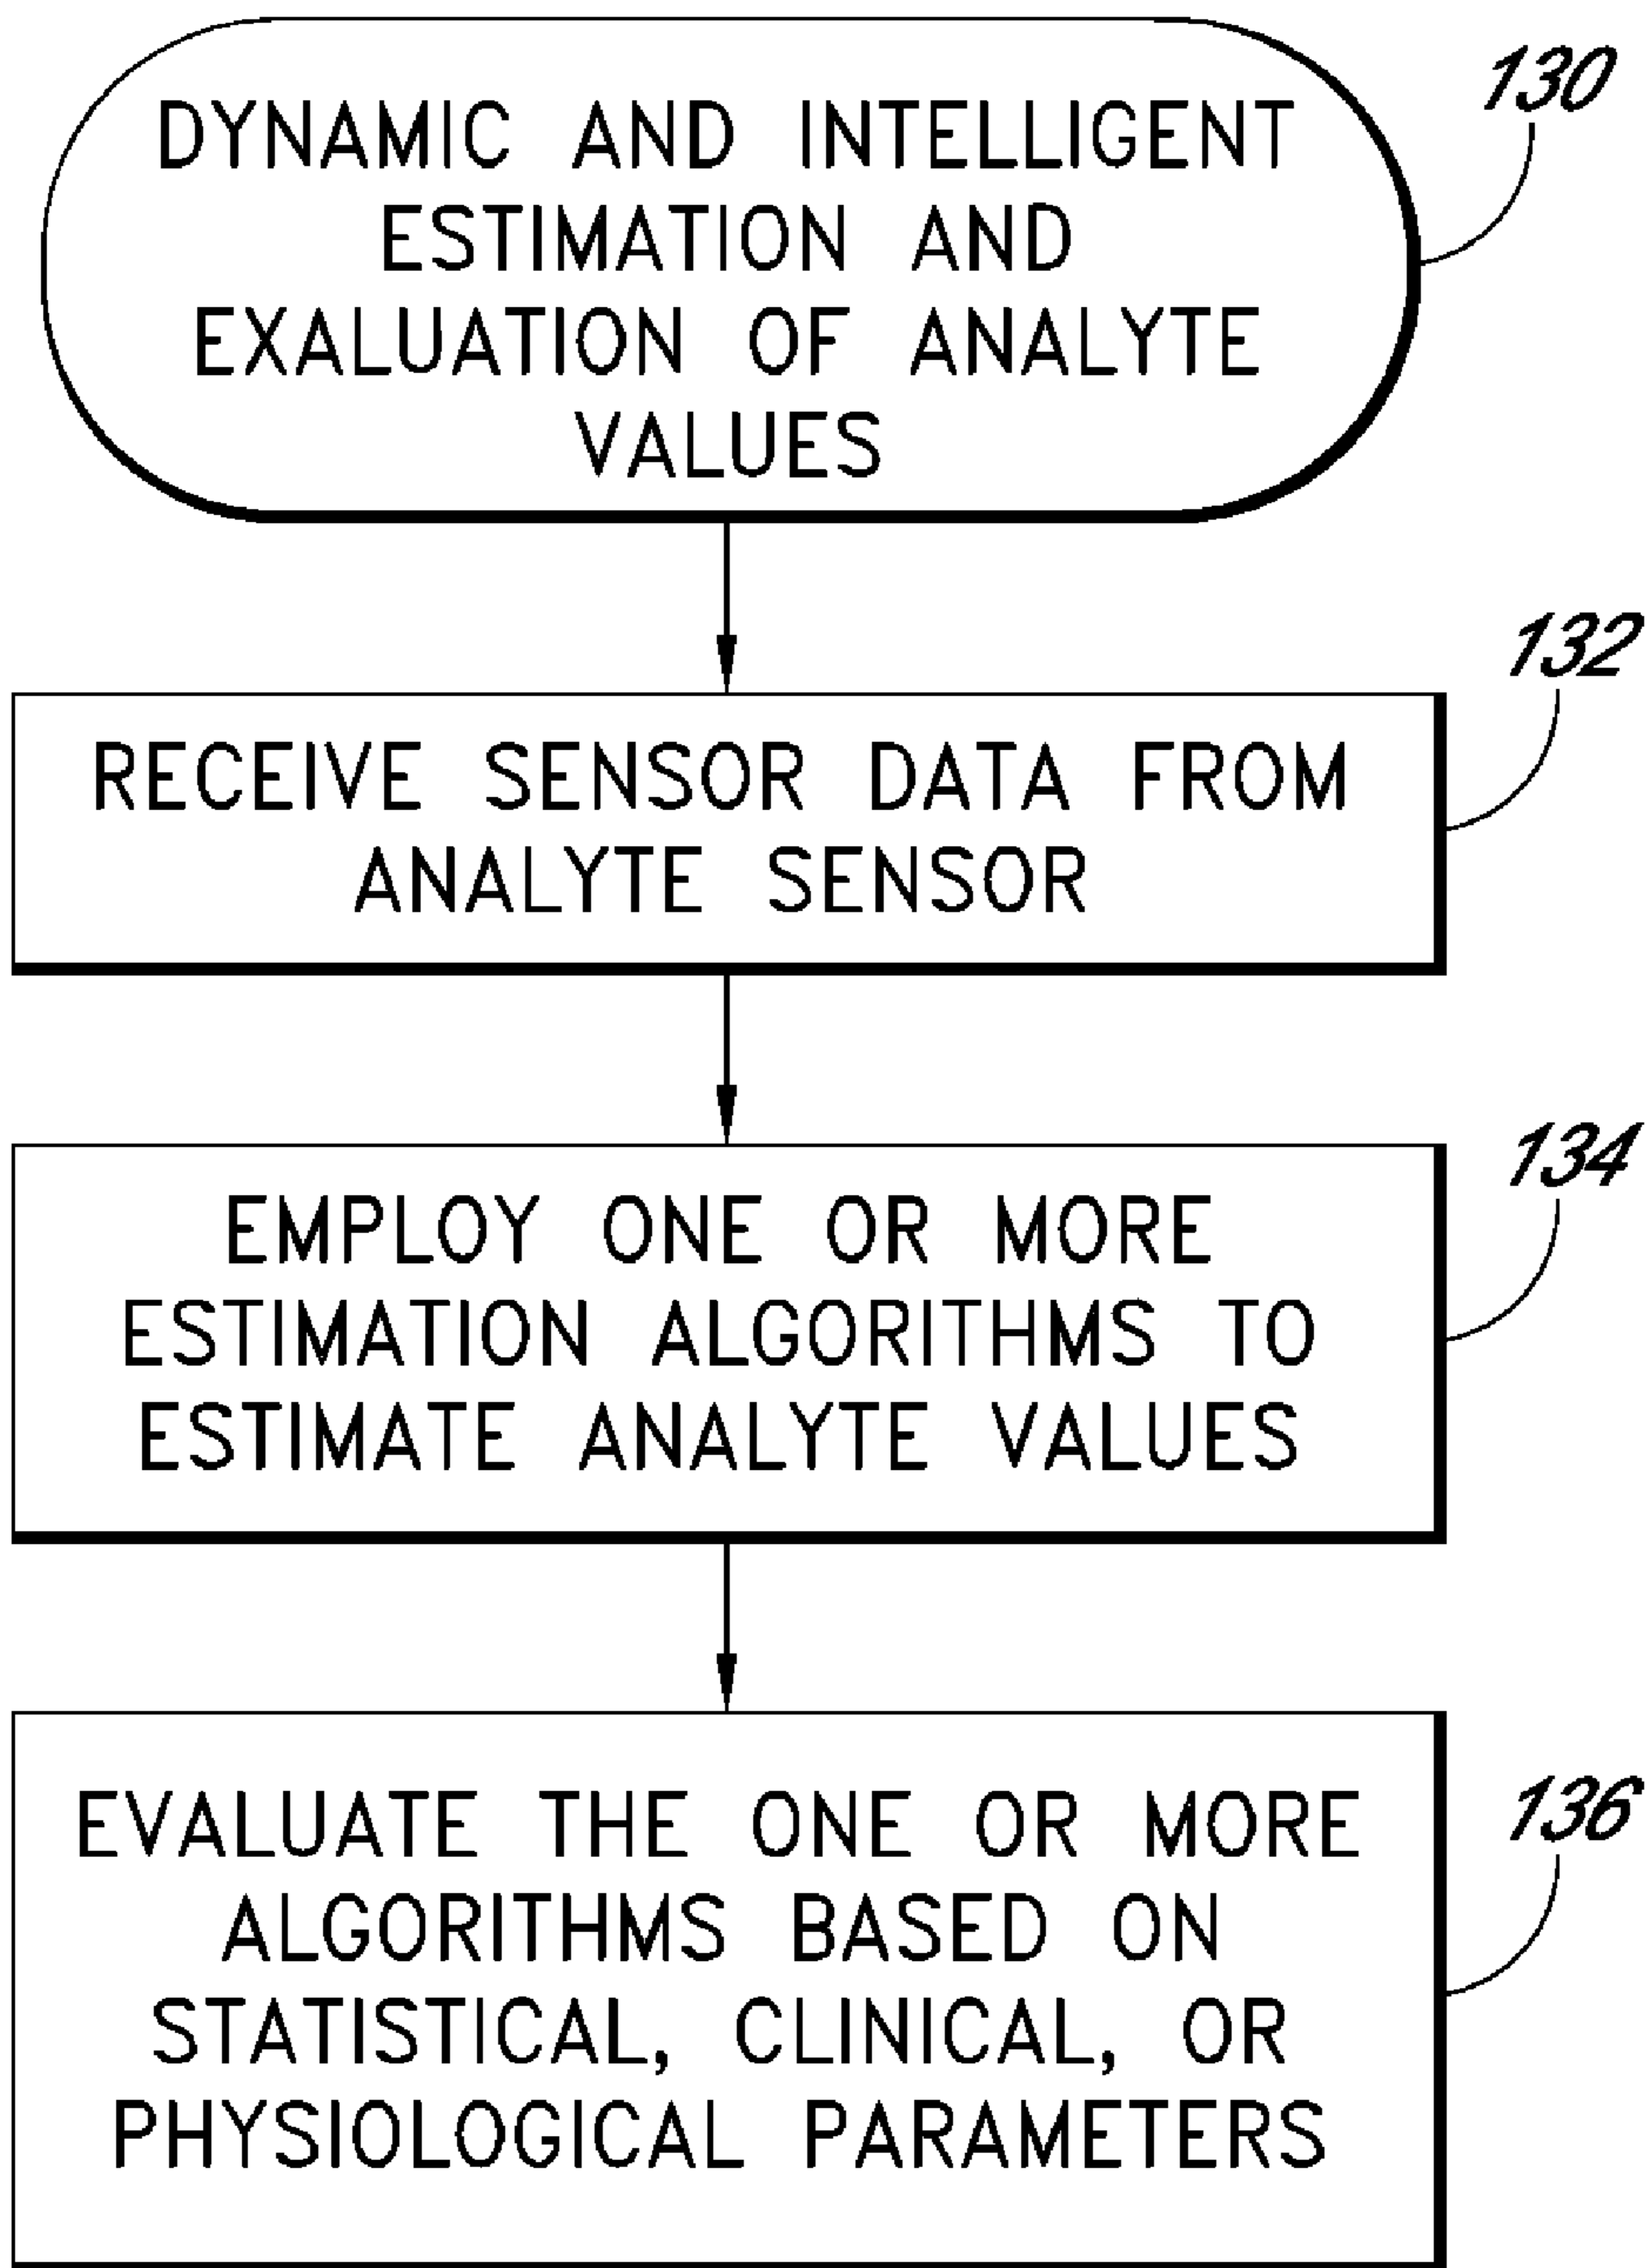 DYNAMIC AND INTELLIGENT
ESTIMATION AND
EXALUATION OF ANALYTE
VALUES
130
RECEIVE SENSOR DATA FROM
ANALYTE SENSOR
132
EMPLOY ONE OR MORE
ESTIMATION ALGORITHMS TO
ESTIMATE ANALYTE VALUES
134
EVALUATE THE ONE OR MORE
ALGORITHMS BASED ON
STATISTICAL, CLINICAL, OR
PHYSIOLOGICAL PARAMETERS
136